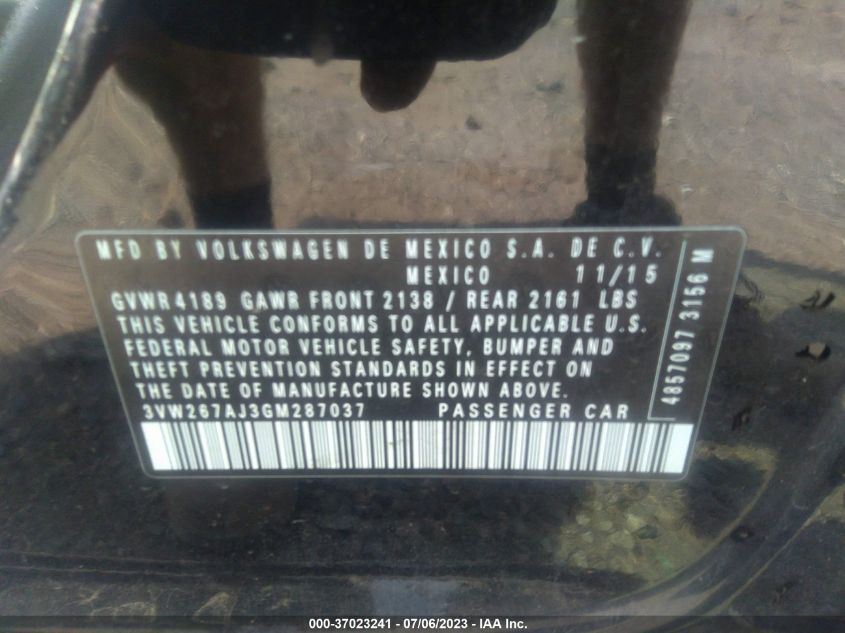 MFD BY VOLKSWAGEN DE MEXICO S.A. DE C.V.
MEXICO 11/15
GVWR 4189 GAWR FRONT 2138 / REAR 2161 LBS
THIS VEHICLE CONFORMS TO ALL APPLICABLE U.S.
FEDERAL MOTOR VEHICLE SAFETY, BUMPER AND
THEFT PREVENTION STANDARDS IN EFFECT ON
THE DATE OF MANUFACTURE SHOWN ABOVE.
3VW267AJ3GM287037 PASSENGER CAR
4857097 3156 M
000-37023241 - 07/06/2023 - IAA Inc.